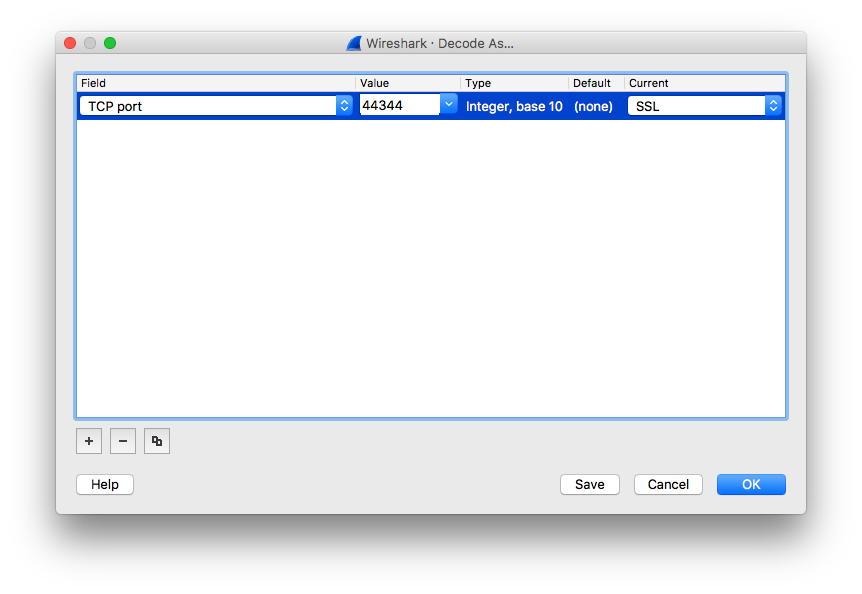 Wireshark · Decode As...
Field Value Type Default Current
TCP port 44344 Integer, base 10 (none) SSL
Help Save Cancel OK